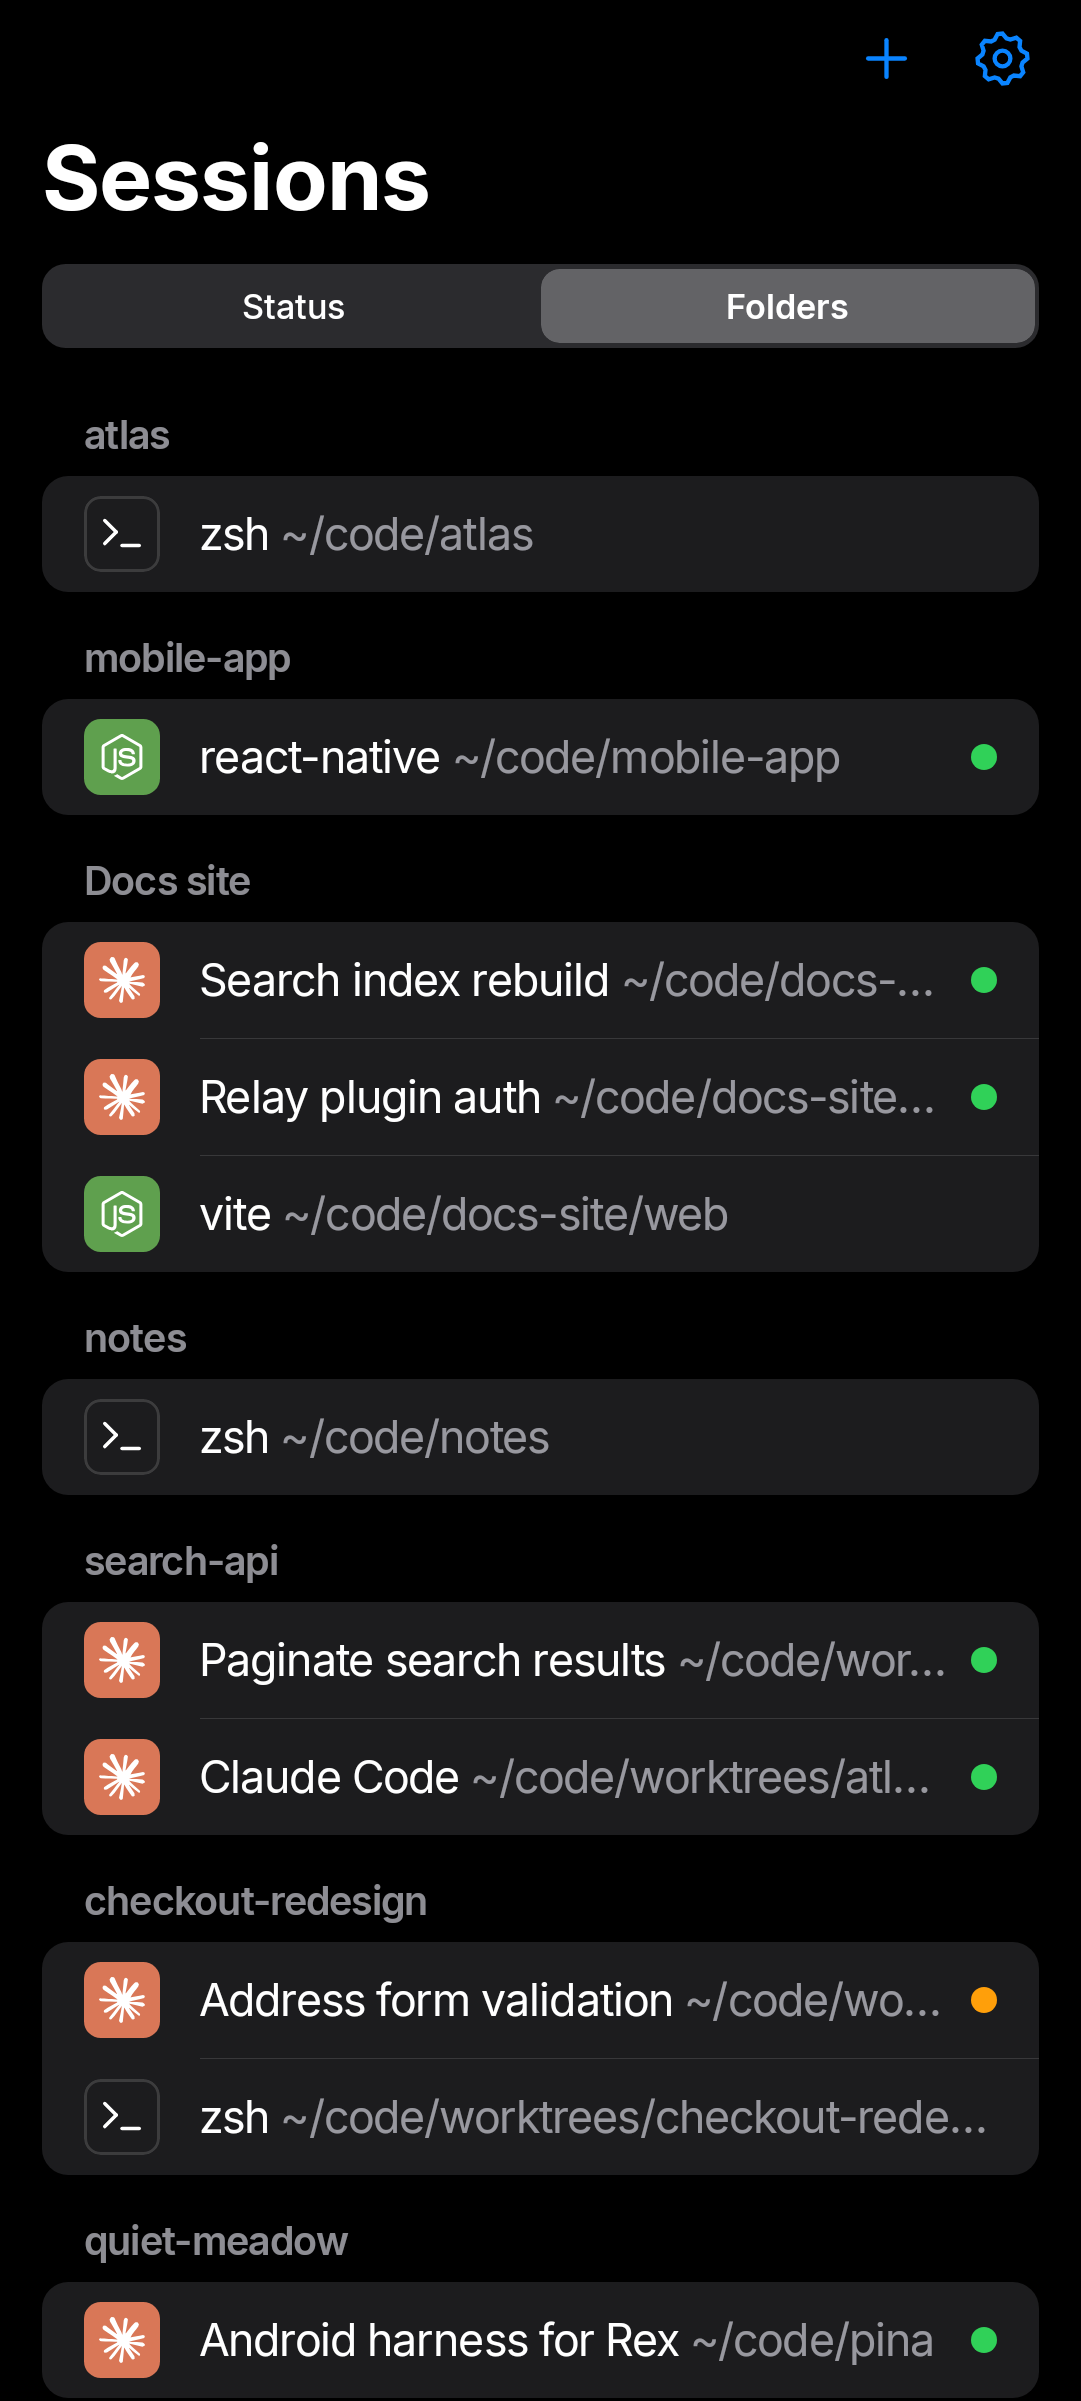 Sessions
Status
Folders
atlas
zsh ~/code/atlas
mobile-app
JS
react-native ~/code/mobile-app
Docs site
Search index rebuild ~/code/docs-…
Relay plugin auth ~/code/docs-site…
JS
vite ~/code/docs-site/web
notes
zsh ~/code/notes
search-api
Paginate search results ~/code/wor…
Claude Code ~/code/worktrees/atl…
checkout-redesign
Address form validation ~/code/wo…
zsh ~/code/worktrees/checkout-rede…
quiet-meadow
Android harness for Rex ~/code/pina